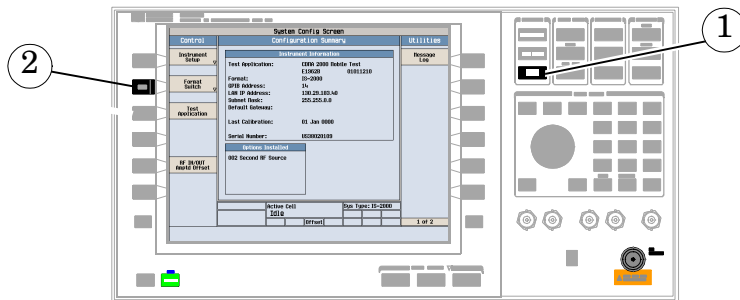 System Config Screen
Control
Configuration Summary
Utilities
Instrument Setup
Format Switch
Test Application
RF IN/OUT Amptd Offset
Instrument Information
Test Application: CDMA 2000 Mobile Test
E1962B 01011210
Format: IS-2000
GPIB Address: 14
LAN IP Address: 130.29.183.40
Subnet Mask: 255.255.0.0
Default Gateway:
Last Calibration: 01 Jan 0000
Serial Number: US38020109
Options Installed
002 Second RF Source
Message Log
Active Cell
Sys Type: IS-2000
Idle
Offset
1 of 2
1
2